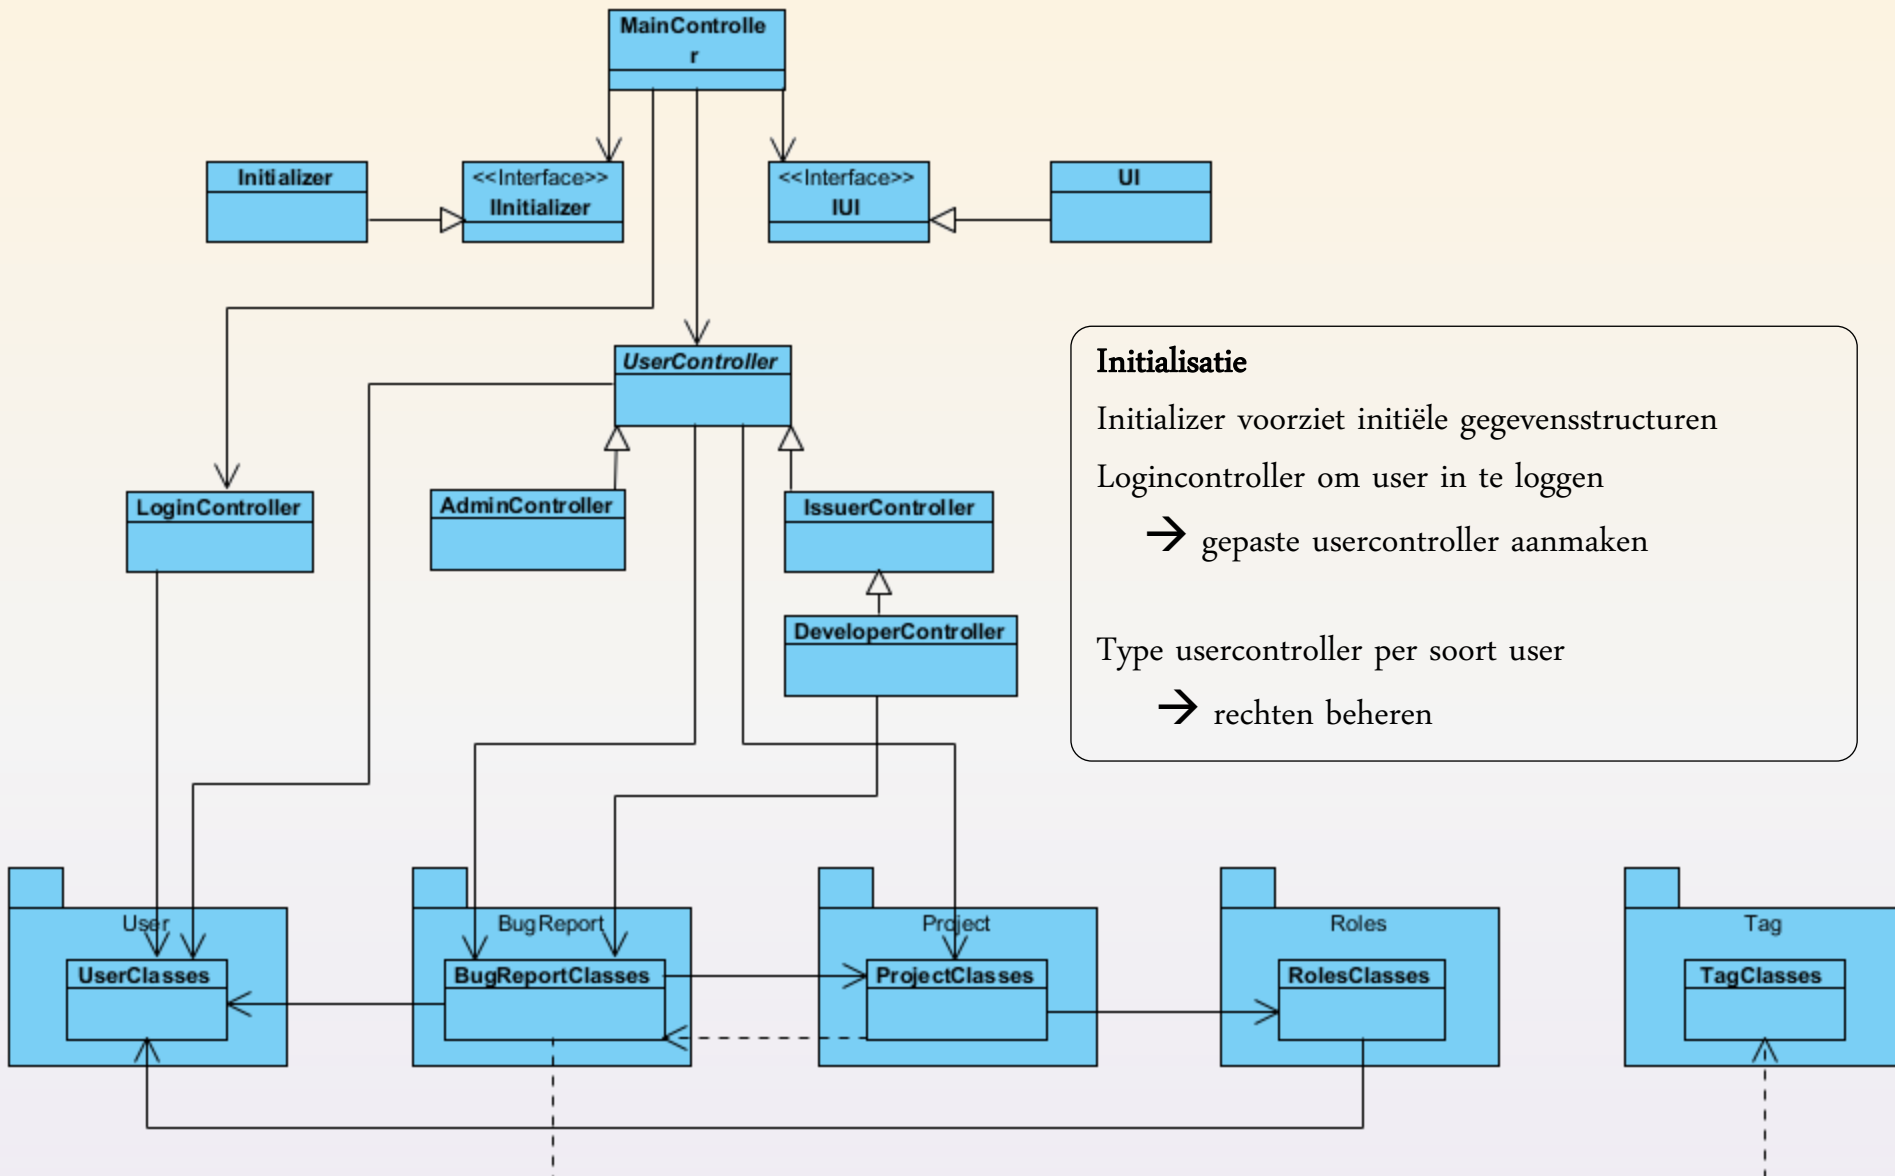 MainControlle
r
Initializer
<<Interface>>
IInitializer
<<Interface>>
IUI
UI
UserController
Initialisatie
Initializer voorziet initiële gegevensstructuren
Logincontroller om user in te loggen
→ gepaste usercontroller aanmaken
Type usercontroller per soort user
→ rechten beheren
LoginController
AdminController
IssuerController
DeveloperController
User
BugReport
Project
Roles
Tag
UserClasses
BugReportClasses
ProjectClasses
RolesClasses
TagClasses